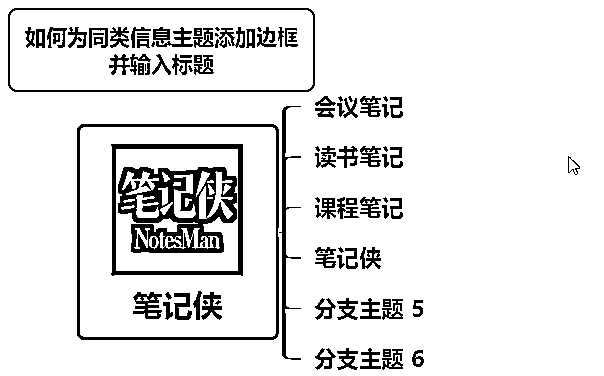 如何为同类信息主题添加边框
并输入标题
会议笔记
读书笔记
课程笔记
笔记侠
分支主题 5
分支主题 6
笔记侠
NotesMan
笔记侠